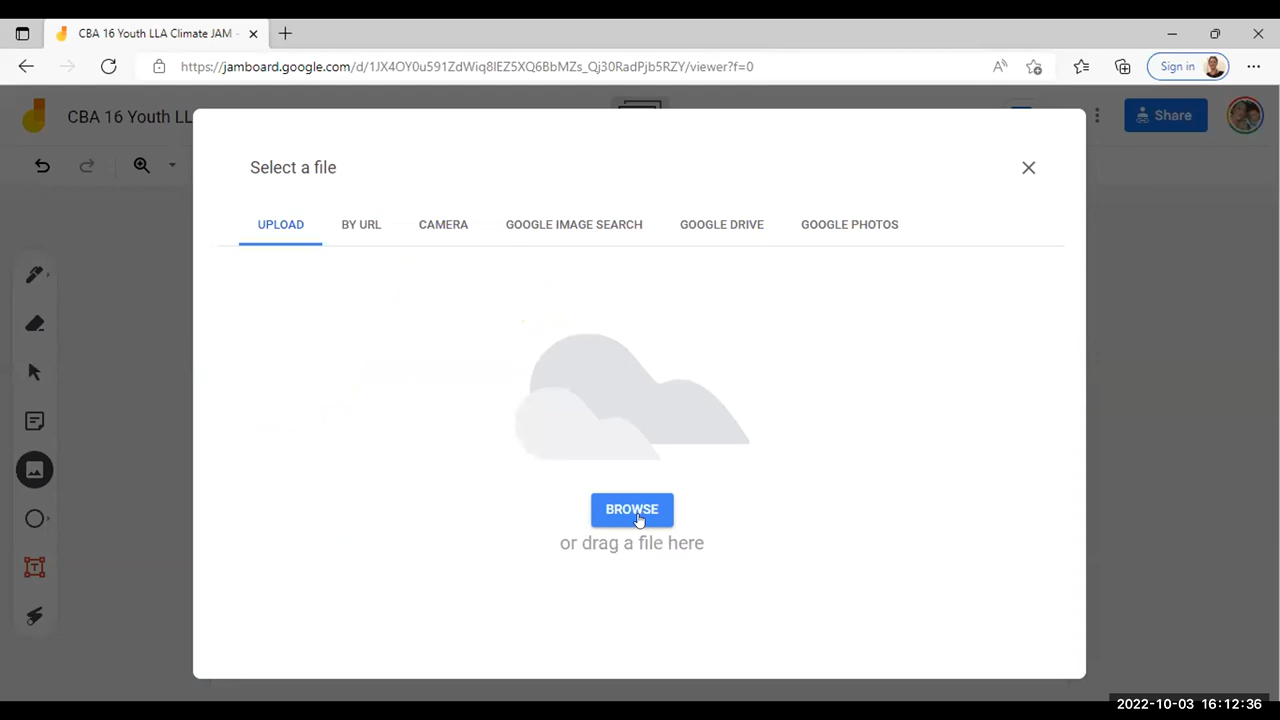 CBA 16 Youth LLA Climate JAM -
https://jamboard.google.com/d/1JX4OY0u591ZdWiq8lEZ5XQ6BbMZs_Qj30RadPjb5RZY/viewer?f=0
Sign in
CBA 16 Youth LL
Share
Select a file
UPLOAD
BY URL
CAMERA
GOOGLE IMAGE SEARCH
GOOGLE DRIVE
GOOGLE PHOTOS
BROWSE
or drag a file here
2022-10-03 16:12:36